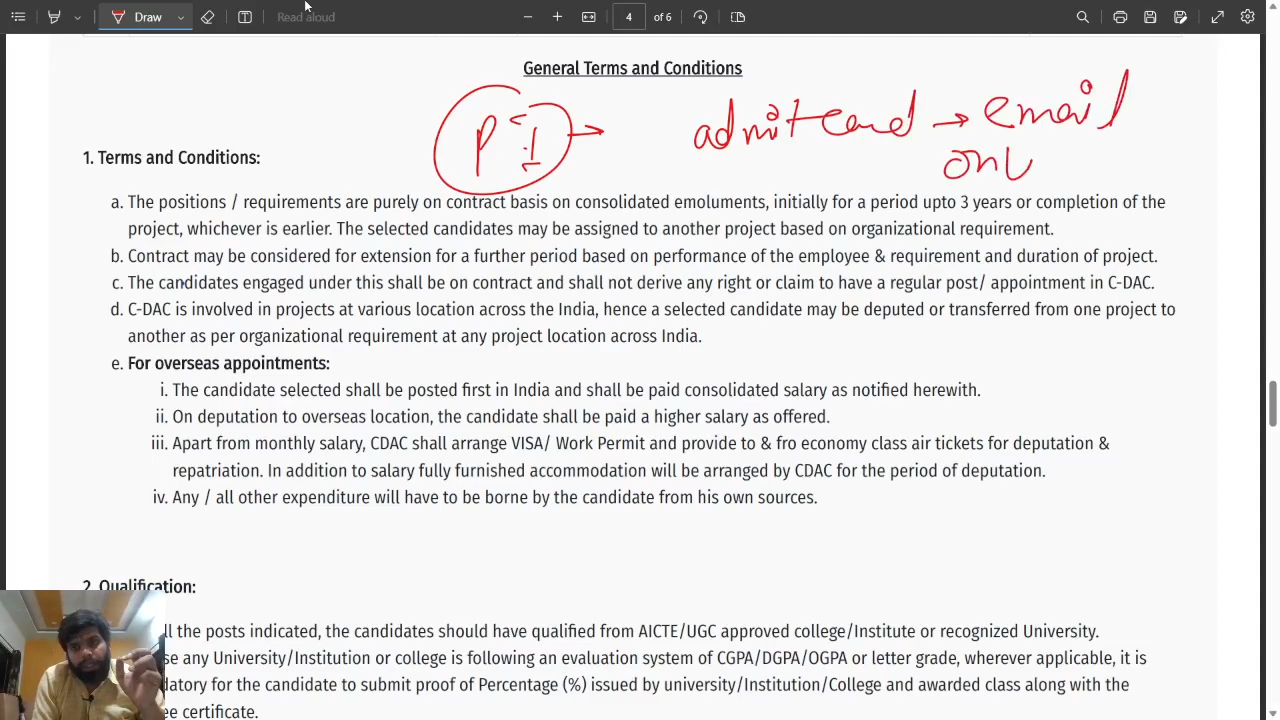 Draw
Read aloud
4 of 6
General Terms and Conditions
P I → admit card → email
only
1. Terms and Conditions:
a. The positions / requirements are purely on contract basis on consolidated emoluments, initially for a period upto 3 years or completion of the
project, whichever is earlier. The selected candidates may be assigned to another project based on organizational requirement.
b. Contract may be considered for extension for a further period based on performance of the employee & requirement and duration of project.
c. The candidates engaged under this shall be on contract and shall not derive any right or claim to have a regular post/ appointment in C-DAC.
d. C-DAC is involved in projects at various location across the India, hence a selected candidate may be deputed or transferred from one project to
another as per organizational requirement at any project location across India.
e. For overseas appointments:
i. The candidate selected shall be posted first in India and shall be paid consolidated salary as notified herewith.
ii. On deputation to overseas location, the candidate shall be paid a higher salary as offered.
iii. Apart from monthly salary, CDAC shall arrange VISA/ Work Permit and provide to & fro economy class air tickets for deputation &
repatriation. In addition to salary fully furnished accommodation will be arranged by CDAC for the period of deputation.
iv. Any / all other expenditure will have to be borne by the candidate from his own sources.
2. Qualification:
the posts indicated, the candidates should have qualified from AICTE/UGC approved college/Institute or recognized University.
any University/Institution or college is following an evaluation system of CGPA/DGPA/OGPA or letter grade, wherever applicable, it is
for the candidate to submit proof of Percentage (%) issued by university/Institution/College and awarded class along with the
certificate.